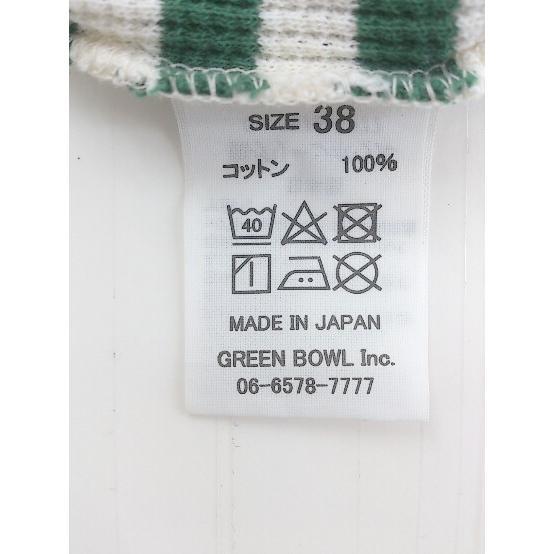 SIZE 38
コットン 100%
40
MADE IN JAPAN
GREEN BOWL Inc.
06-6578-7777